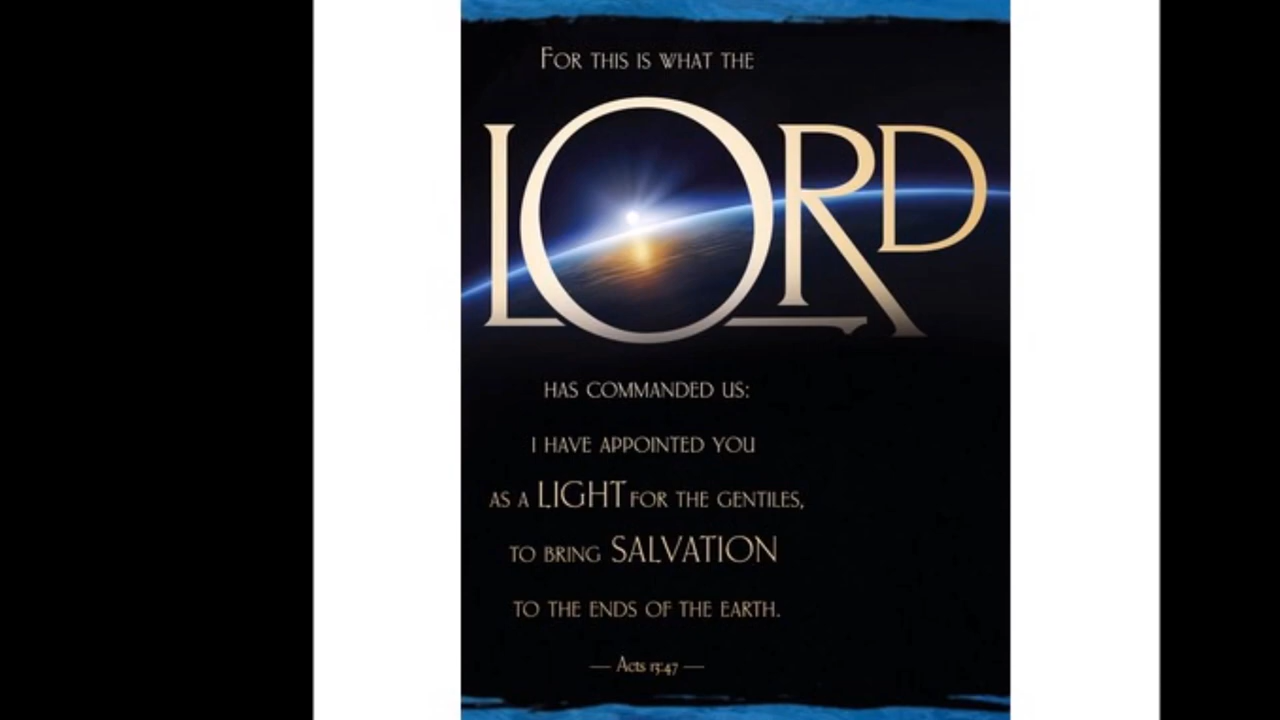 For this is what the
LORD
has commanded us:
I have appointed you
as a LIGHT for the Gentiles,
to bring SALVATION
to the ends of the earth.
— Acts 13:47 —